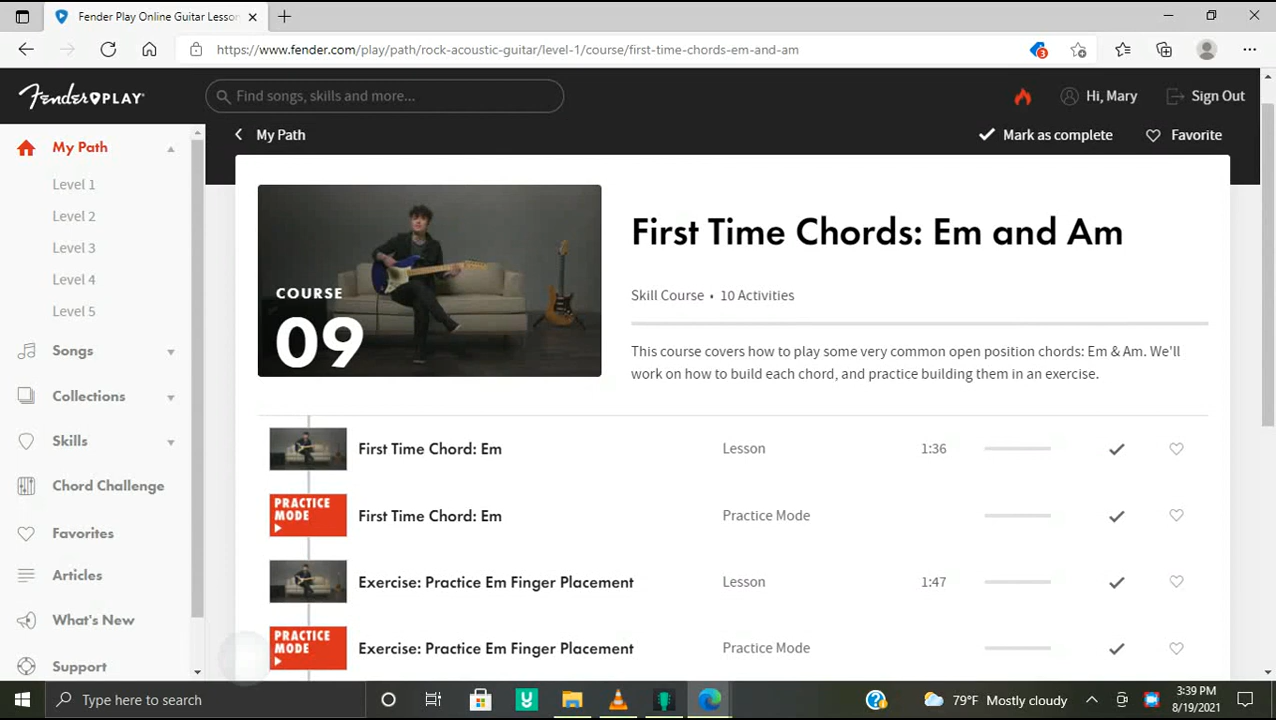 Fender Play Online Guitar Lesson
https://www.fender.com/play/path/rock-acoustic-guitar/level-1/course/first-time-chords-em-and-am
3
Fender PLAY
Find songs, skills and more...
Hi, Mary
Sign Out
My Path
Mark as complete
Favorite
My Path
Level 1
Level 2
Level 3
Level 4
Level 5
Songs
Collections
Skills
Chord Challenge
Favorites
Articles
What's New
Support
COURSE
09
First Time Chords: Em and Am
Skill Course • 10 Activities
This course covers how to play some very common open position chords: Em & Am. We'll
work on how to build each chord, and practice building them in an exercise.
First Time Chord: Em Lesson 1:36
PRACTICE
MODE
First Time Chord: Em Practice Mode
Exercise: Practice Em Finger Placement Lesson 1:47
PRACTICE
MODE
Exercise: Practice Em Finger Placement Practice Mode
Type here to search
79°F Mostly cloudy
3:39 PM
8/19/2021